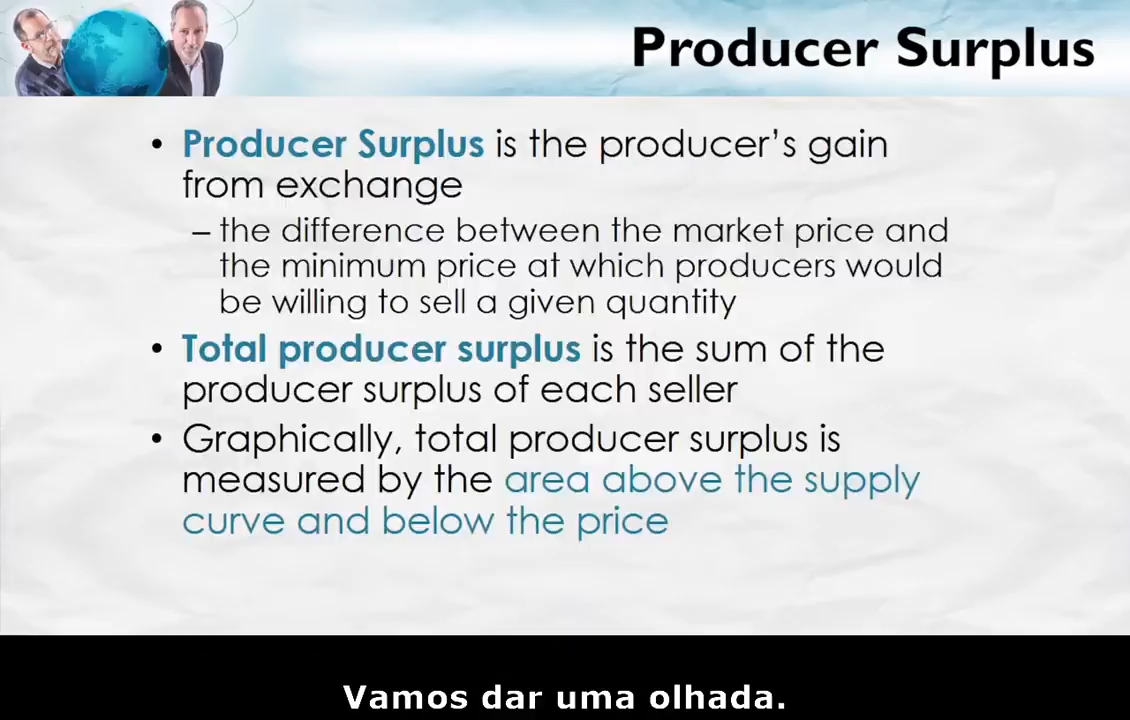 Producer Surplus
• Producer Surplus is the producer’s gain
from exchange
– the difference between the market price and
the minimum price at which producers would
be willing to sell a given quantity
• Total producer surplus is the sum of the
producer surplus of each seller
• Graphically, total producer surplus is
measured by the area above the supply
curve and below the price
Vamos dar uma olhada.